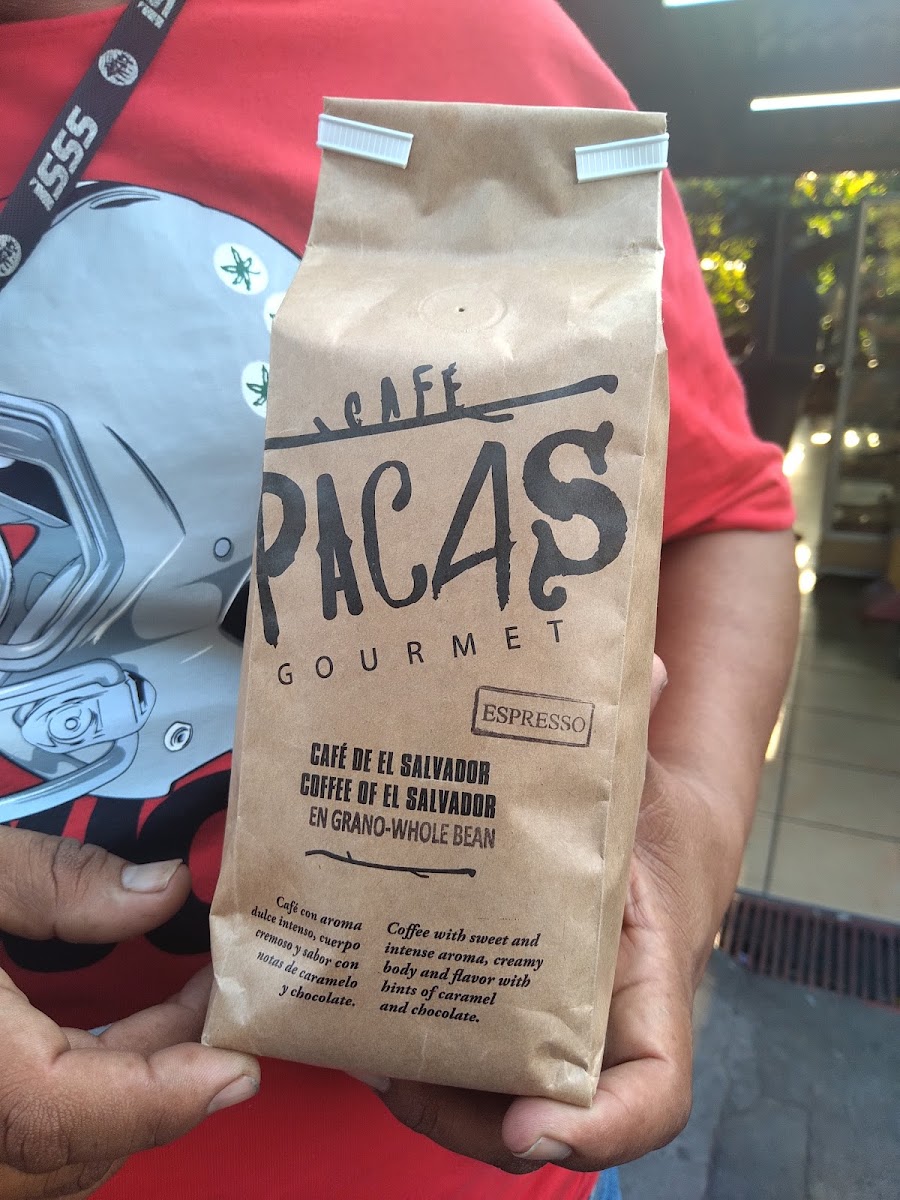 isss
CAFE
PACAS
GOURMET
ESPRESSO
CAFÉ DE EL SALVADOR
COFFEE OF EL SALVADOR
EN GRANO-WHOLE BEAN
Café con aroma
dulce intenso, cuerpo
cremoso y sabor con
notas de caramelo
y chocolate.
Coffee with sweet and
intense aroma, creamy
body and flavor with
hints of caramel
and chocolate.